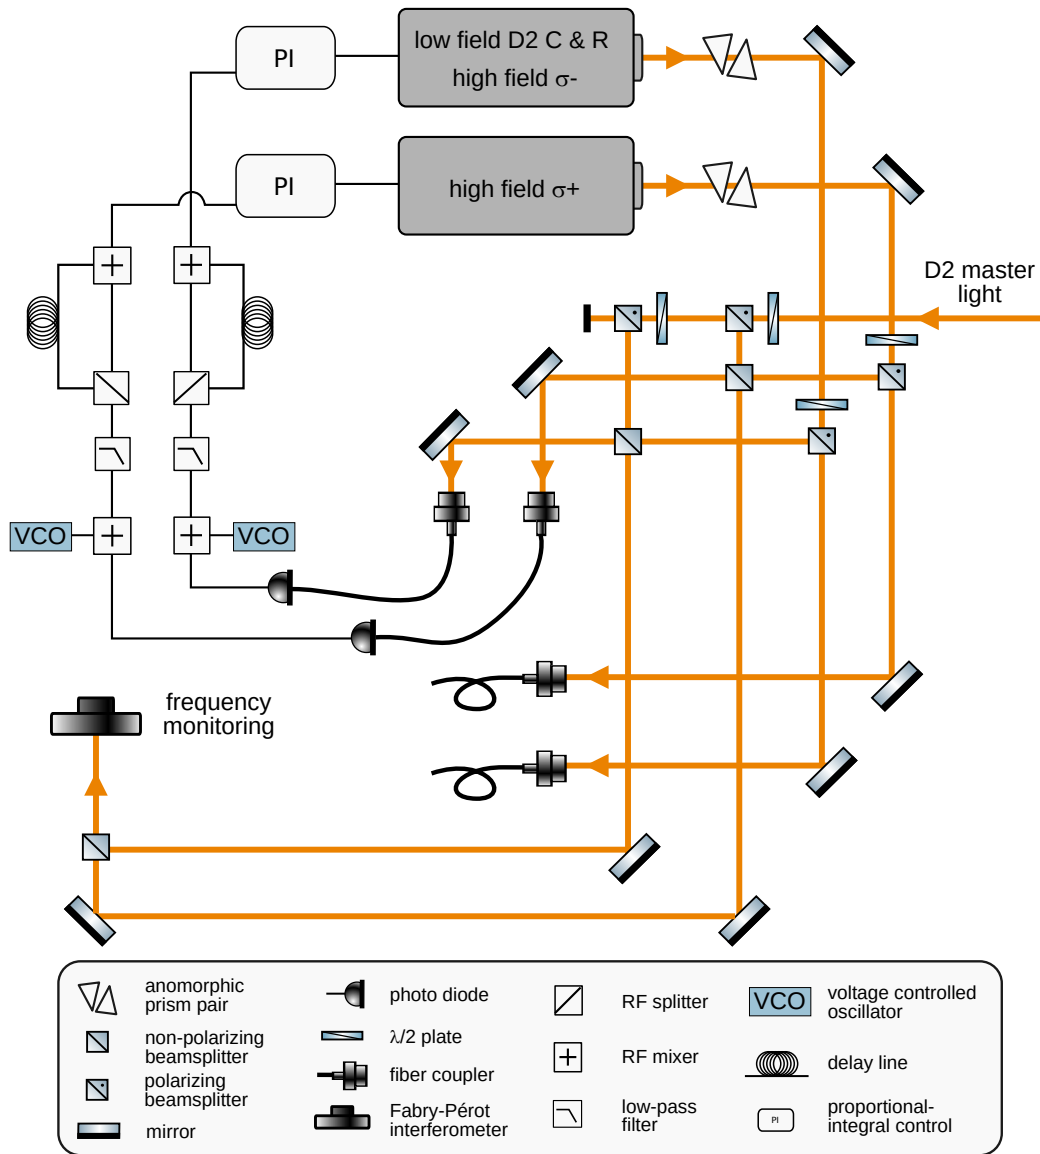 PI
low field D2 C & R
high field σ-
PI
high field σ+
D2 master
light
VCO
VCO
frequency
monitoring
anomorphic
prism pair
non-polarizing
beamsplitter
polarizing
beamsplitter
mirror
photo diode
λ/2 plate
fiber coupler
Fabry-Pérot
interferometer
RF splitter
RF mixer
low-pass
filter
VCO
voltage controlled
oscillator
delay line
PI
proportional-
integral control